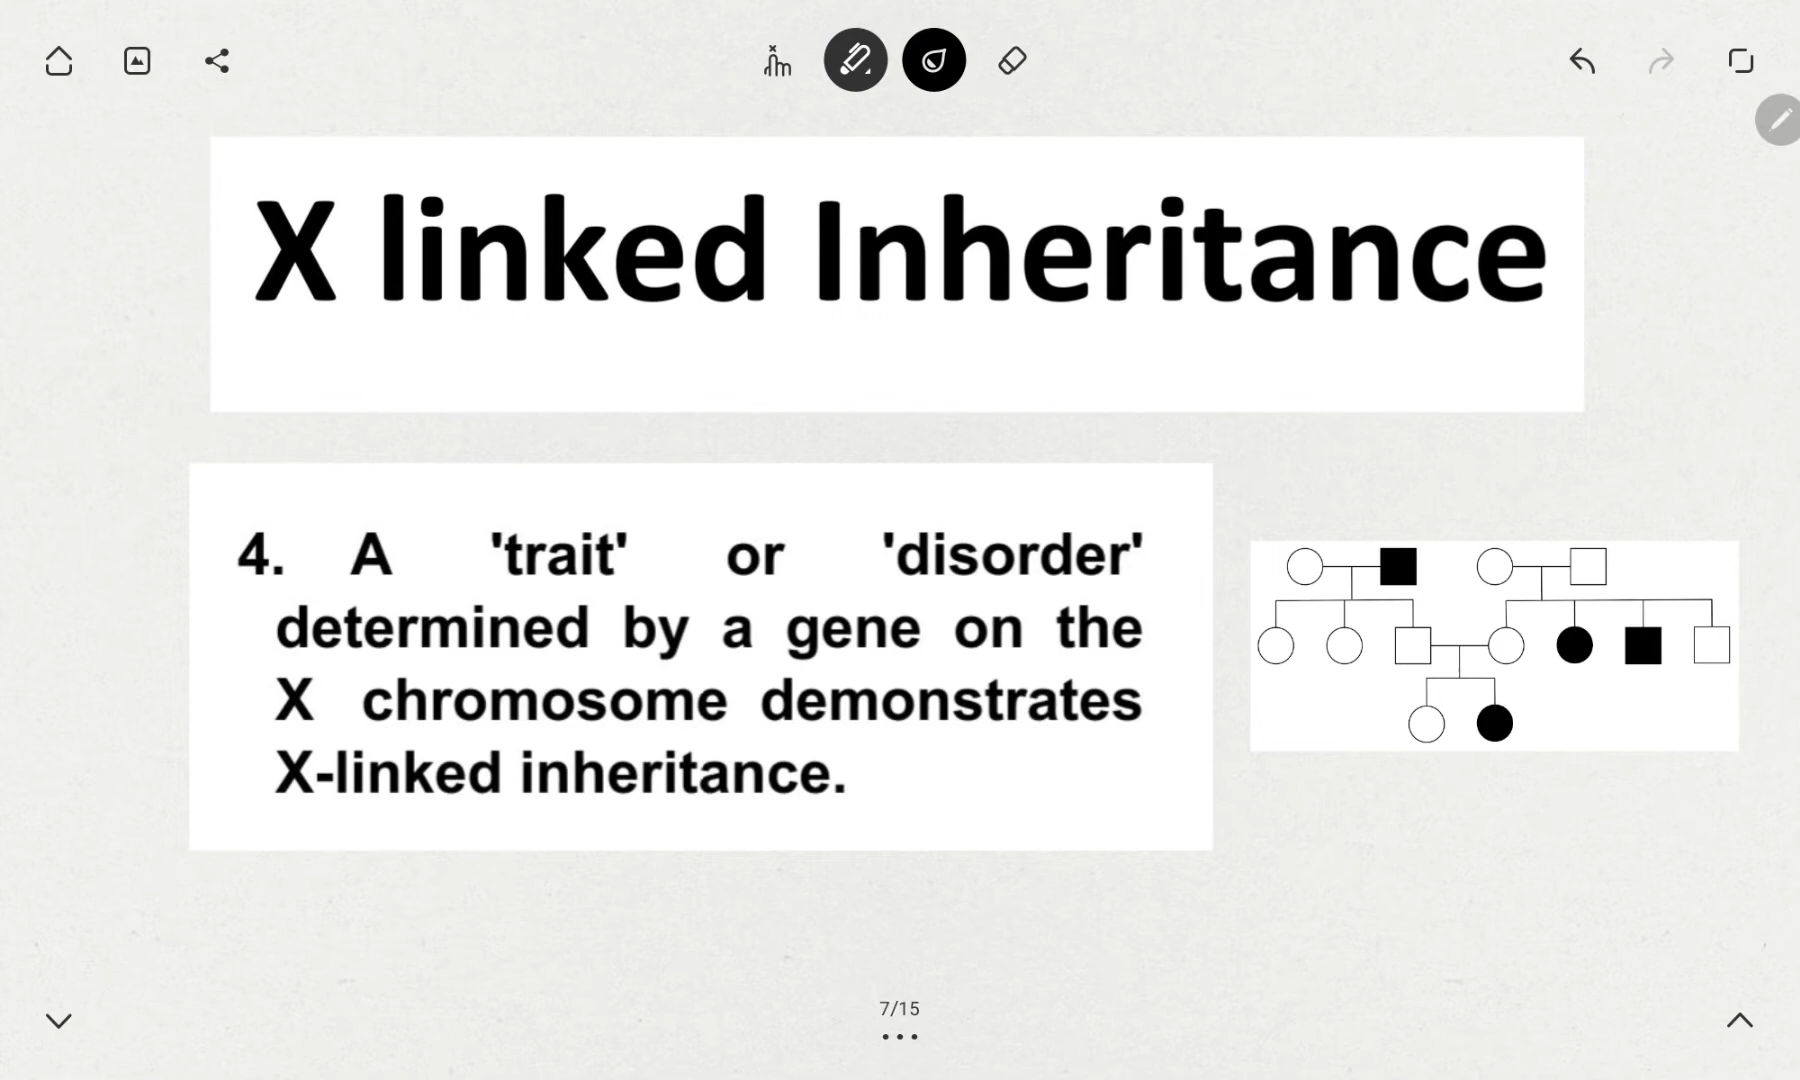 X linked Inheritance
4. A 'trait' or 'disorder'
determined by a gene on the
X chromosome demonstrates
X-linked inheritance.
7/15